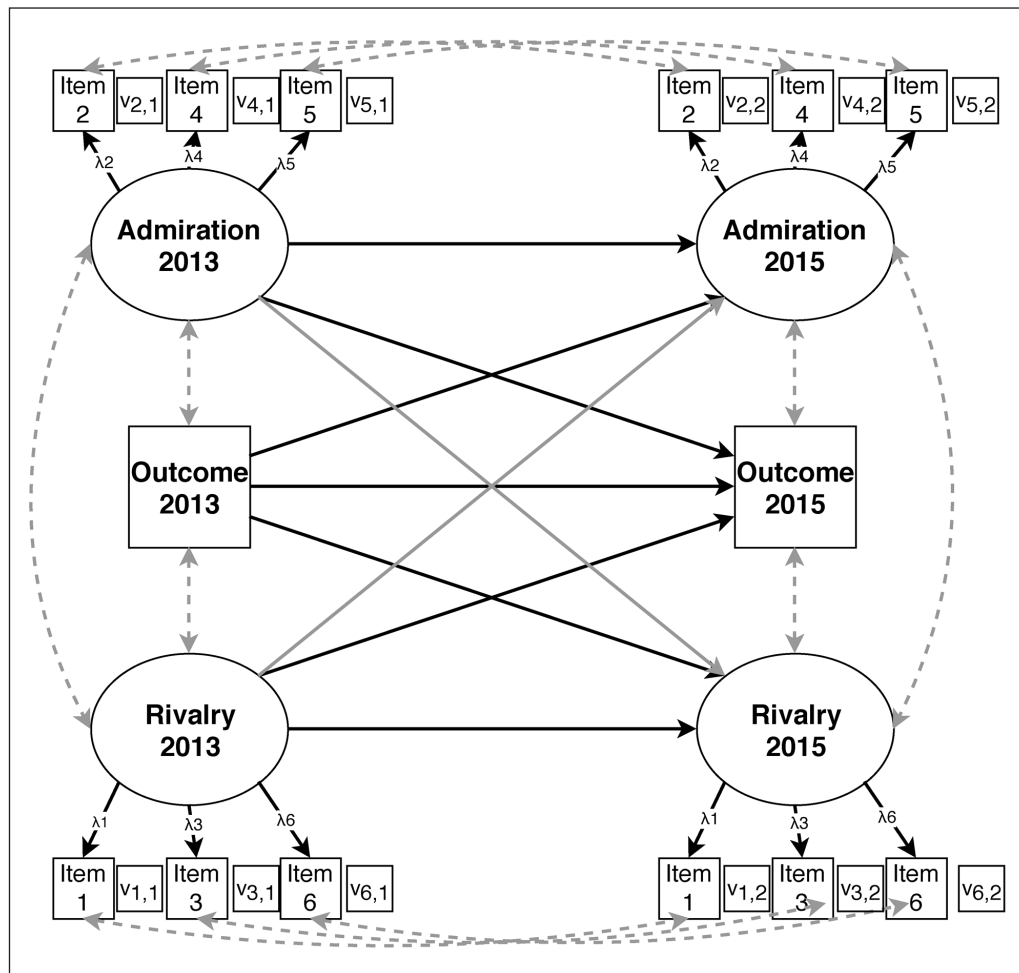 Item
2
v2,1
Item
4
v4,1
Item
5
v5,1
Item
2
v2,2
Item
4
v4,2
Item
5
v5,2
λ2
λ4
λ5
λ2
λ4
λ5
Admiration
2013
Admiration
2015
Outcome
2013
Outcome
2015
Rivalry
2013
Rivalry
2015
λ1
λ3
λ6
λ1
λ3
λ6
Item
1
v1,1
Item
3
v3,1
Item
6
v6,1
Item
1
v1,2
Item
3
v3,2
Item
6
v6,2